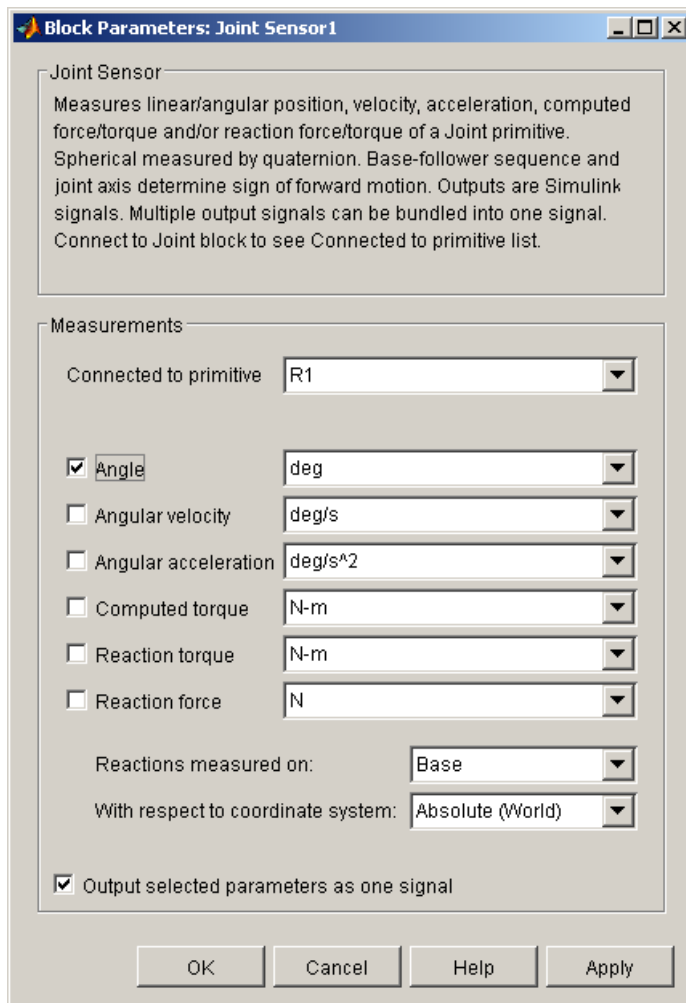 Block Parameters: Joint Sensor1
Joint Sensor
Measures linear/angular position, velocity, acceleration, computed
force/torque and/or reaction force/torque of a Joint primitive.
Spherical measured by quaternion. Base-follower sequence and
joint axis determine sign of forward motion. Outputs are Simulink
signals. Multiple output signals can be bundled into one signal.
Connect to Joint block to see Connected to primitive list.
Measurements
Connected to primitive R1
Angle deg
Angular velocity deg/s
Angular acceleration deg/s^2
Computed torque N-m
Reaction torque N-m
Reaction force N
Reactions measured on: Base
With respect to coordinate system: Absolute (World)
Output selected parameters as one signal
OK Cancel Help Apply